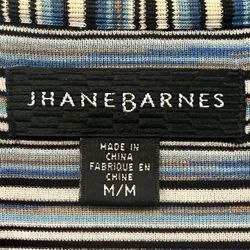 JHANEBARNES
MADE IN
CHINA
FABRIQUE EN
CHINE
M/M